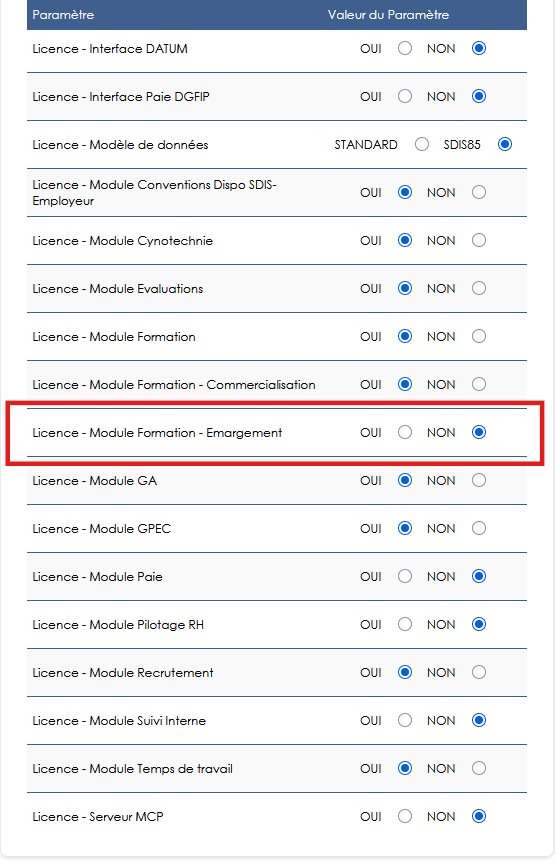 Paramètre Valeur du Paramètre
Licence - Interface DATUM OUI NON
Licence - Interface Paie DGFIP OUI NON
Licence - Modèle de données STANDARD SDIS85
Licence - Module Conventions Dispo SDIS-
Employeur OUI NON
Licence - Module Cynotechnie OUI NON
Licence - Module Evaluations OUI NON
Licence - Module Formation OUI NON
Licence - Module Formation - Commercialisation OUI NON
Licence - Module Formation - Emargement OUI NON
Licence - Module GA OUI NON
Licence - Module GPEC OUI NON
Licence - Module Paie OUI NON
Licence - Module Pilotage RH OUI NON
Licence - Module Recrutement OUI NON
Licence - Module Suivi Interne OUI NON
Licence - Module Temps de travail OUI NON
Licence - Serveur MCP OUI NON